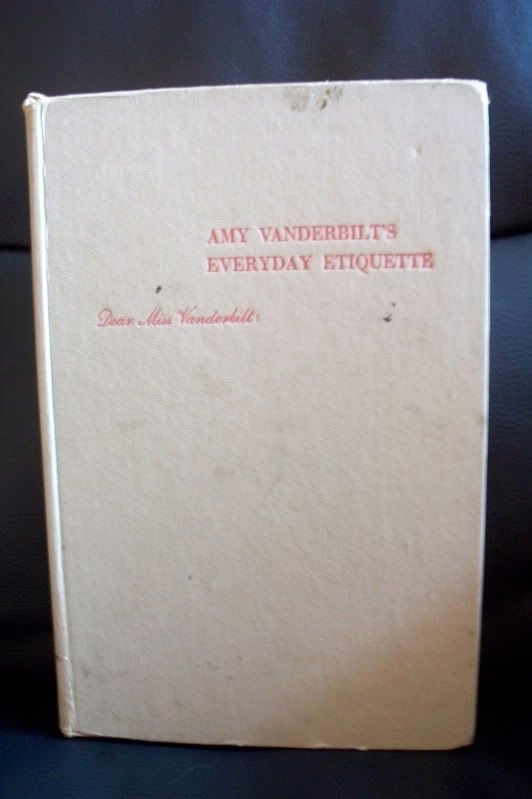 AMY VANDERBILT'S
EVERYDAY ETIQUETTE
Dear Miss Vanderbilt: